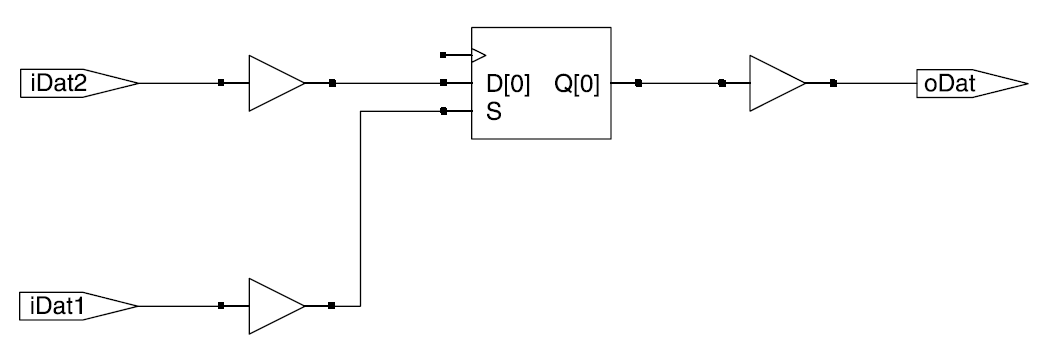 iDat2
D[0] Q[0]
S
oDat
iDat1